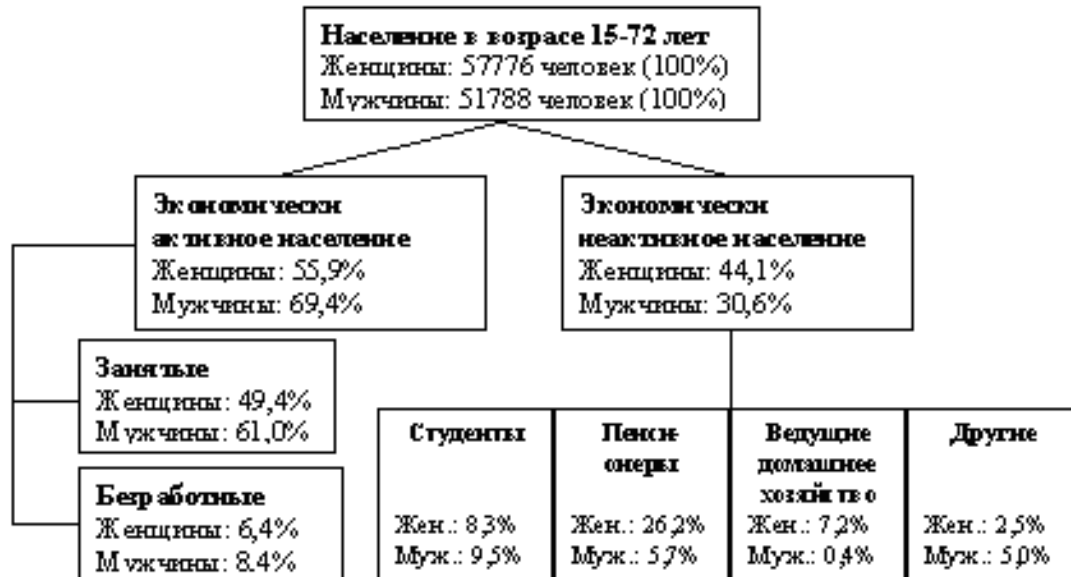 Население в возрасе 15-72 лет
Женщины: 57776 человек (100%)
Мужчины: 51788 человек (100%)
Экономически
активное население
Женщины: 55,9%
Мужчины: 69,4%
Экономически
неактивное население
Женщины: 44,1%
Мужчины: 30,6%
Занятые
Женщины: 49,4%
Мужчины: 61,0%
Безработные
Женщины: 6,4%
Мужчины: 8.4%
Студенты
Жен.: 8,3%
Муж.: 9,5%
Пенси-
онеры
Жен.: 26,2%
Муж.: 5,7%
Ведущие
домашнее
хозяйство
Жен.: 7,2%
Муж.: 0,4%
Другие
Жен.: 2,5%
Муж.: 5,0%